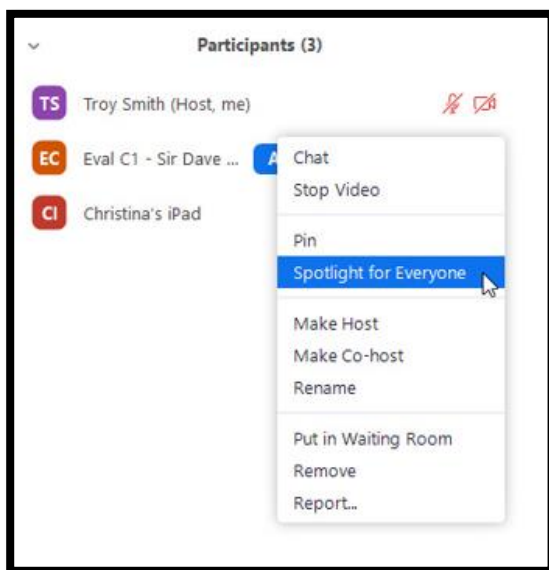 Participants (3)
TS Troy Smith (Host, me)
EC Eval C1 - Sir Dave ... A
CI Christina's iPad
Chat
Stop Video
Pin
Spotlight for Everyone
Make Host
Make Co-host
Rename
Put in Waiting Room
Remove
Report...